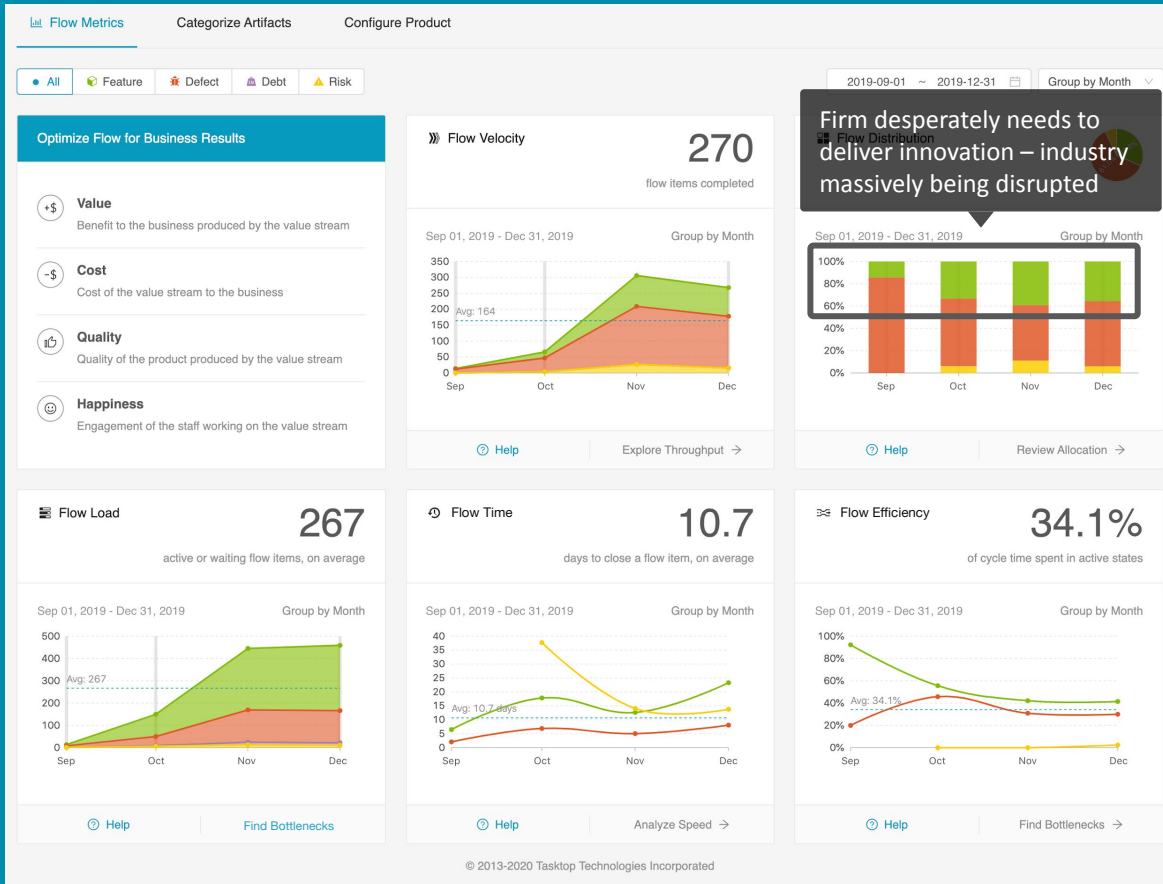 Flow Metrics
Categorize Artifacts
Configure Product
All
Feature
Defect
Debt
Risk
2019-09-01 ~ 2019-12-31
Group by Month
Optimize Flow for Business Results
+$
Value
Benefit to the business produced by the value stream
-$
Cost
Cost of the value stream to the business
Quality
Quality of the product produced by the value stream
Happiness
Engagement of the staff working on the value stream
Flow Velocity
270
flow items completed
Sep 01, 2019 - Dec 31, 2019
Group by Month
350
300
250
200
150
100
50
0
Avg: 164
Sep
Oct
Nov
Dec
Help
Explore Throughput →
Flow Distribution
Firm desperately needs to
deliver innovation – industry
massively being disrupted
Sep 01, 2019 - Dec 31, 2019
Group by Month
100%
80%
60%
40%
20%
0%
Sep
Oct
Nov
Dec
Help
Review Allocation →
Flow Load
267
active or waiting flow items, on average
Sep 01, 2019 - Dec 31, 2019
Group by Month
500
400
300
200
100
0
Avg: 267
Sep
Oct
Nov
Dec
Help
Find Bottlenecks
Flow Time
10.7
days to close a flow item, on average
Sep 01, 2019 - Dec 31, 2019
Group by Month
40
35
30
25
20
15
10
5
0
Avg: 10.7 days
Sep
Oct
Nov
Dec
Help
Analyze Speed →
Flow Efficiency
34.1%
of cycle time spent in active states
Sep 01, 2019 - Dec 31, 2019
Group by Month
100%
80%
60%
40%
20%
0%
Avg: 34.1%
Sep
Oct
Nov
Dec
Help
Find Bottlenecks →
© 2013-2020 Tasktop Technologies Incorporated